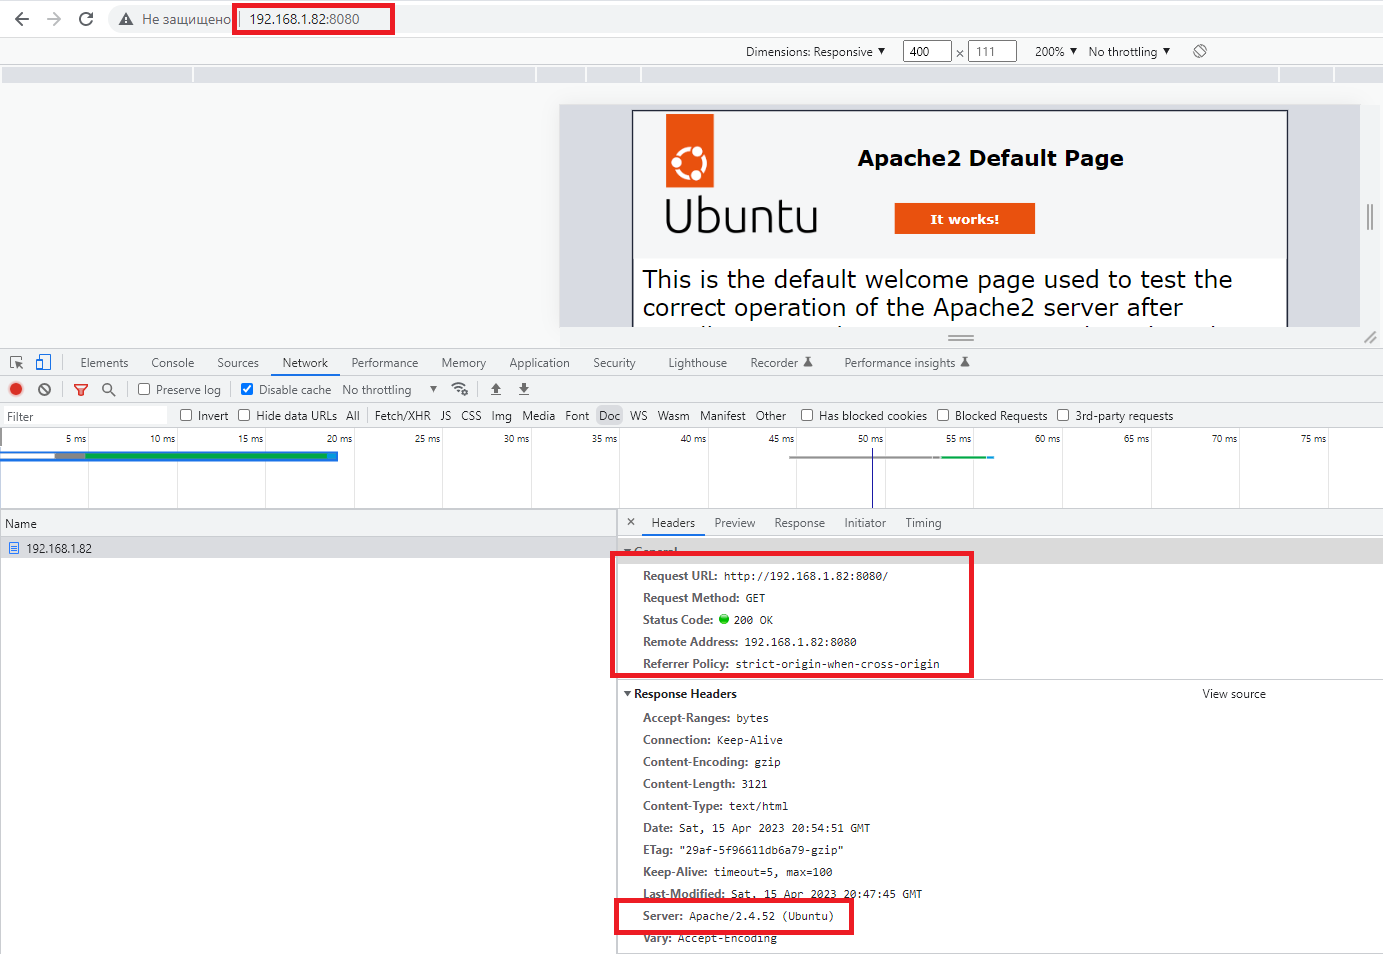 Не защищено 192.168.1.82:8080
Dimensions: Responsive ▼ 400 × 111 200% ▼ No throttling ▼
Apache2 Default Page
Ubuntu
It works!
This is the default welcome page used to test the
correct operation of the Apache2 server after
Elements Console Sources Network Performance Memory Application Security Lighthouse Recorder Performance insights
Preserve log Disable cache No throttling ▼
Filter Invert Hide data URLs All Fetch/XHR JS CSS Img Media Font Doc WS Wasm Manifest Other Has blocked cookies Blocked Requests 3rd-party requests
5 ms 10 ms 15 ms 20 ms 25 ms 30 ms 35 ms 40 ms 45 ms 50 ms 55 ms 60 ms 65 ms 70 ms 75 ms
Name
192.168.1.82
× Headers Preview Response Initiator Timing
General
Request URL: http://192.168.1.82:8080/
Request Method: GET
Status Code: 200 OK
Remote Address: 192.168.1.82:8080
Referrer Policy: strict-origin-when-cross-origin
Response Headers View source
Accept-Ranges: bytes
Connection: Keep-Alive
Content-Encoding: gzip
Content-Length: 3121
Content-Type: text/html
Date: Sat, 15 Apr 2023 20:54:51 GMT
ETag: "29af-5f96611db6a79-gzip"
Keep-Alive: timeout=5, max=100
Last-Modified: Sat, 15 Apr 2023 20:47:45 GMT
Server: Apache/2.4.52 (Ubuntu)
Vary: Accept-Encoding